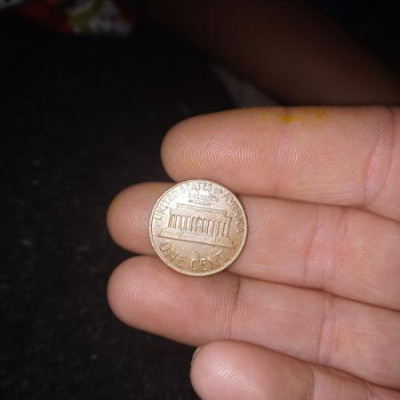 UNITED STATES OF AMERICA
ONE CENT